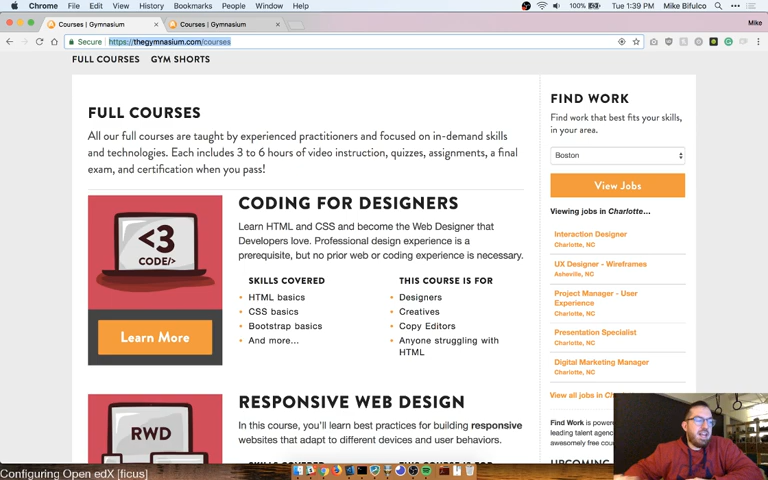 Chrome File Edit View History Bookmarks People Window Help
100% Tue 1:39 PM Mike Bifulco
Courses | Gymnasium
Courses | Gymnasium
Mike
Secure https://thegymnasium.com/courses
FULL COURSES GYM SHORTS
FULL COURSES
All our full courses are taught by experienced practitioners and focused on in-demand skills
and technologies. Each includes 3 to 6 hours of video instruction, quizzes, assignments, a final
exam, and certification when you pass!
<3
CODE/>
Learn More
CODING FOR DESIGNERS
Learn HTML and CSS and become the Web Designer that
Developers love. Professional design experience is a
prerequisite, but no prior web or coding experience is necessary.
SKILLS COVERED
• HTML basics
• CSS basics
• Bootstrap basics
• And more...
THIS COURSE IS FOR
• Designers
• Creatives
• Copy Editors
• Anyone struggling with
HTML
RWD
RESPONSIVE WEB DESIGN
In this course, you'll learn best practices for building responsive
websites that adapt to different devices and user behaviors.
FIND WORK
Find work that best fits your skills,
in your area.
Boston
View Jobs
Viewing jobs in Charlotte...
Interaction Designer
Charlotte, NC
UX Designer - Wireframes
Asheville, NC
Project Manager - User
Experience
Charlotte, NC
Presentation Specialist
Charlotte, NC
Digital Marketing Manager
Charlotte, NC
View all jobs in
Find Work is
leading talent
awesomely free
UPCOMING
Configuring Open edX [ficus]